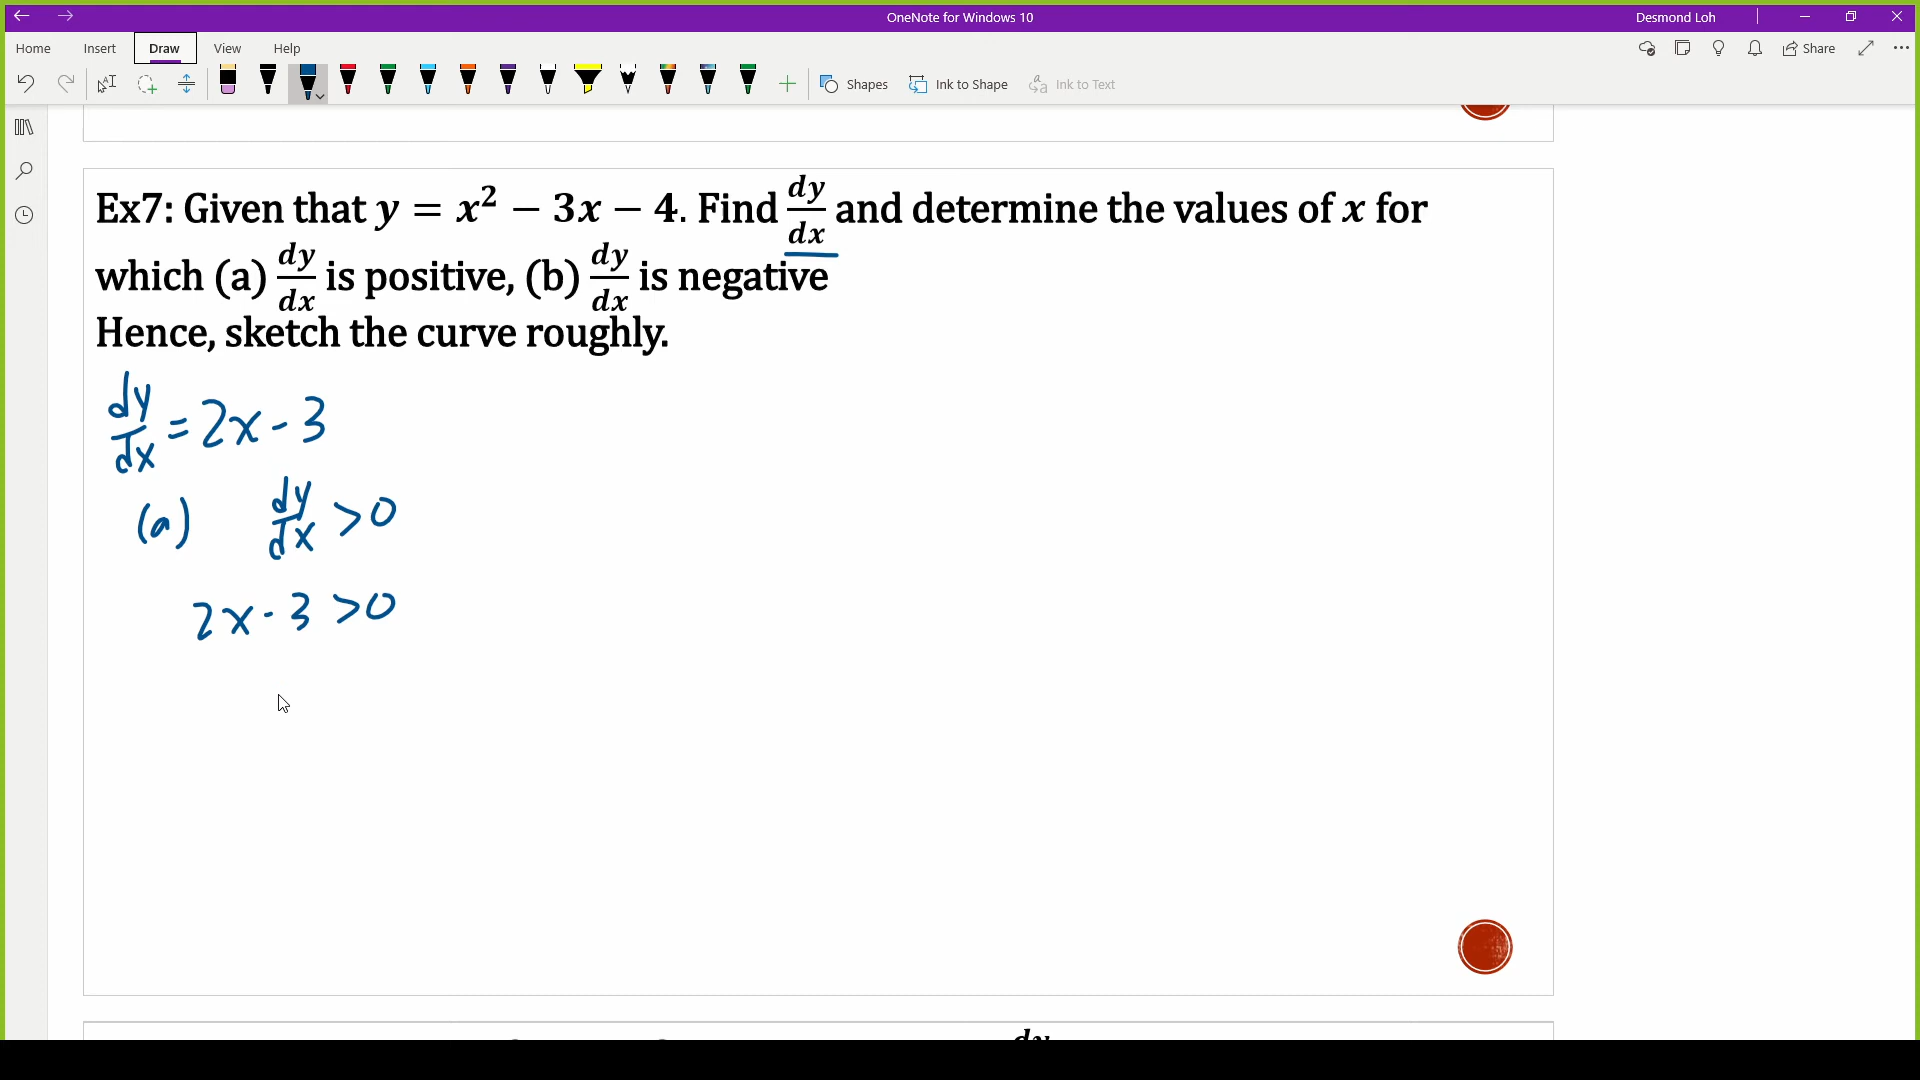 OneNote for Windows 10
Desmond Loh
Home Insert Draw View Help
Share
Shapes Ink to Shape Ink to Text
Ex7: Given that y = x² − 3x − 4. Find dy/dx and determine the values of x for
which (a) dy/dx is positive, (b) dy/dx is negative
Hence, sketch the curve roughly.
dy/dx = 2x - 3
(a) dy/dx > 0
2x - 3 > 0